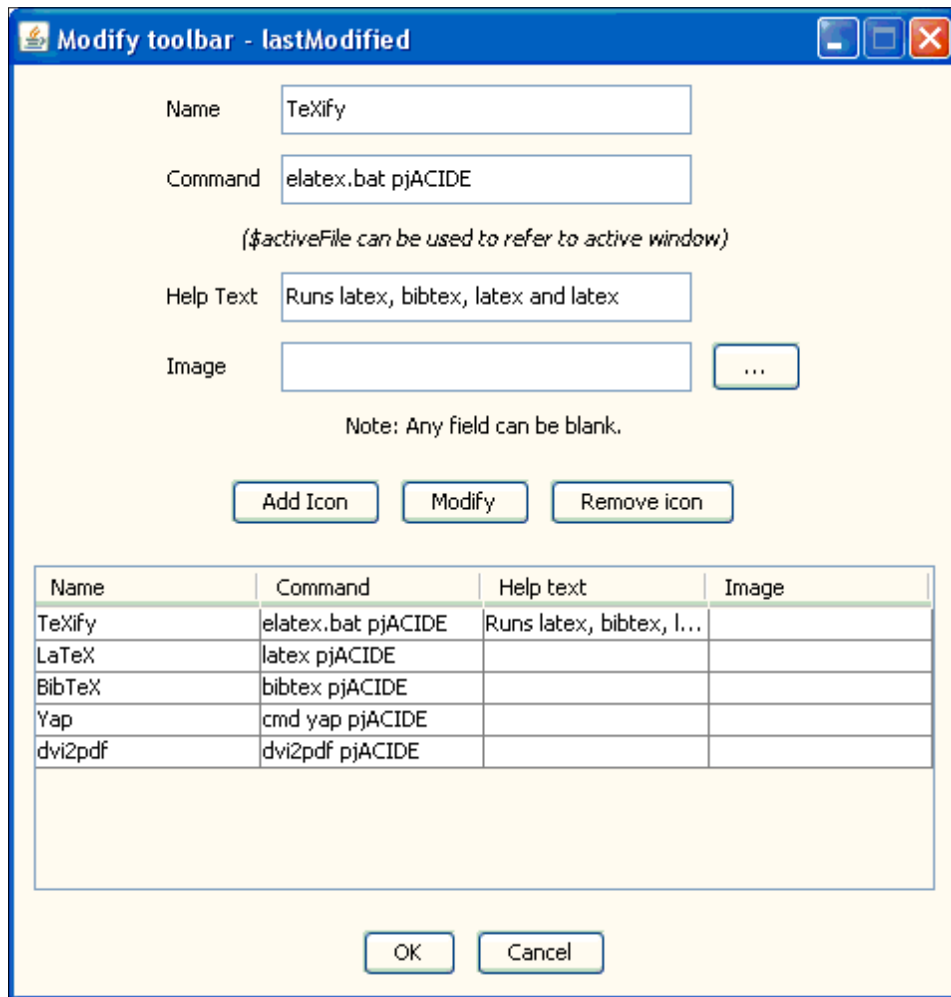 Modify toolbar - lastModified
Name TeXify
Command elatex.bat pjACIDE
($activeFile can be used to refer to active window)
Help Text Runs latex, bibtex, latex and latex
Image ...
Note: Any field can be blank.
Add Icon Modify Remove icon
Name Command Help text Image
TeXify elatex.bat pjACIDE Runs latex, bibtex, l...
LaTeX latex pjACIDE
BibTeX bibtex pjACIDE
Yap cmd yap pjACIDE
dvi2pdf dvi2pdf pjACIDE
OK Cancel